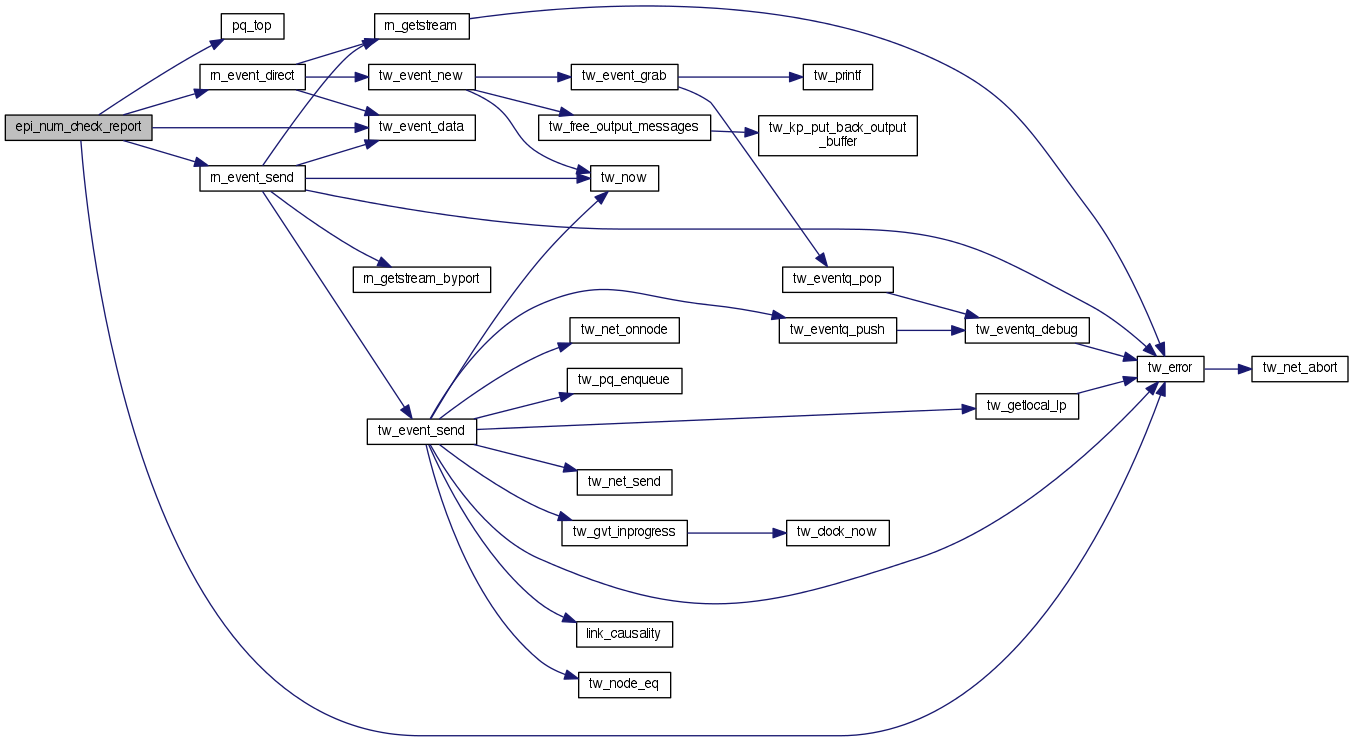 pq_top
rn_getstream
rn_event_direct
tw_event_new
tw_event_grab
tw_printf
epi_num_check_report
tw_event_data
tw_free_output_messages
tw_kp_put_back_output
_buffer
rn_event_send
tw_now
rn_getstream_byport
tw_eventq_pop
tw_net_onnode
tw_eventq_push
tw_eventq_debug
tw_error
tw_net_abort
tw_pq_enqueue
tw_getlocal_lp
tw_event_send
tw_net_send
tw_gvt_inprogress
tw_clock_now
link_causality
tw_node_eq